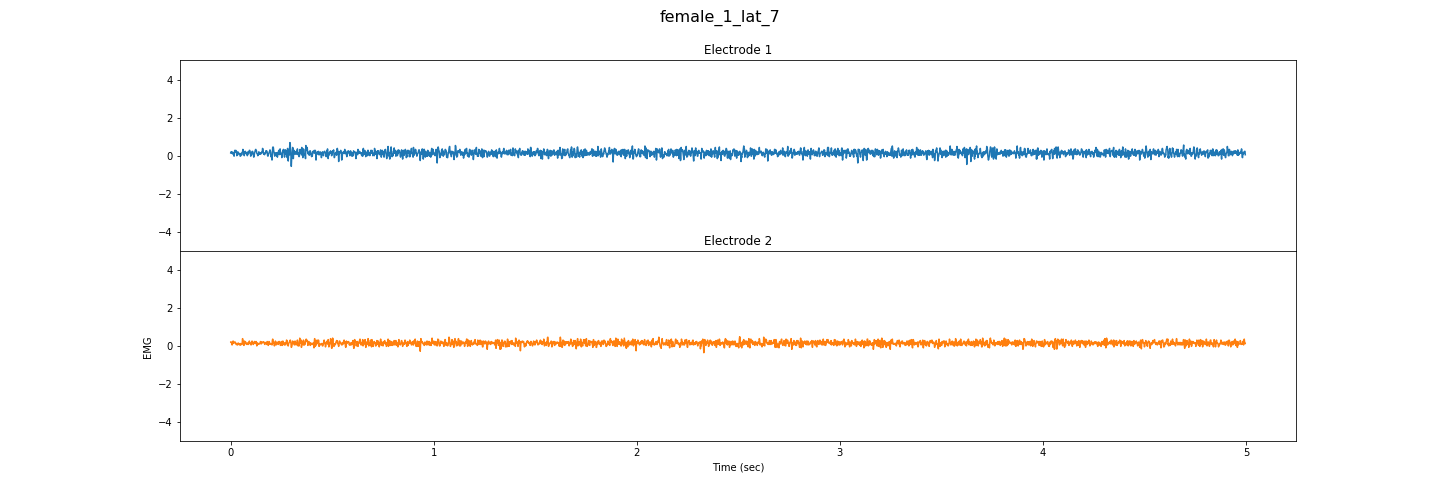 female_1_lat_7
Electrode 1
4
2
0
−2
−4
Electrode 2
4
2
0
−2
−4
EMG
0 1 2 3 4 5
Time (sec)